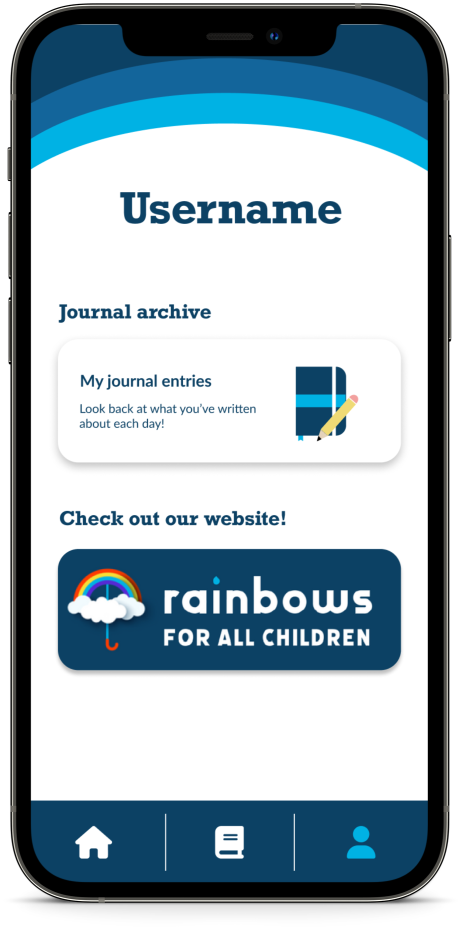 Username
Journal archive
My journal entries
Look back at what you've written
about each day!
Check out our website!
rainbows
FOR ALL CHILDREN